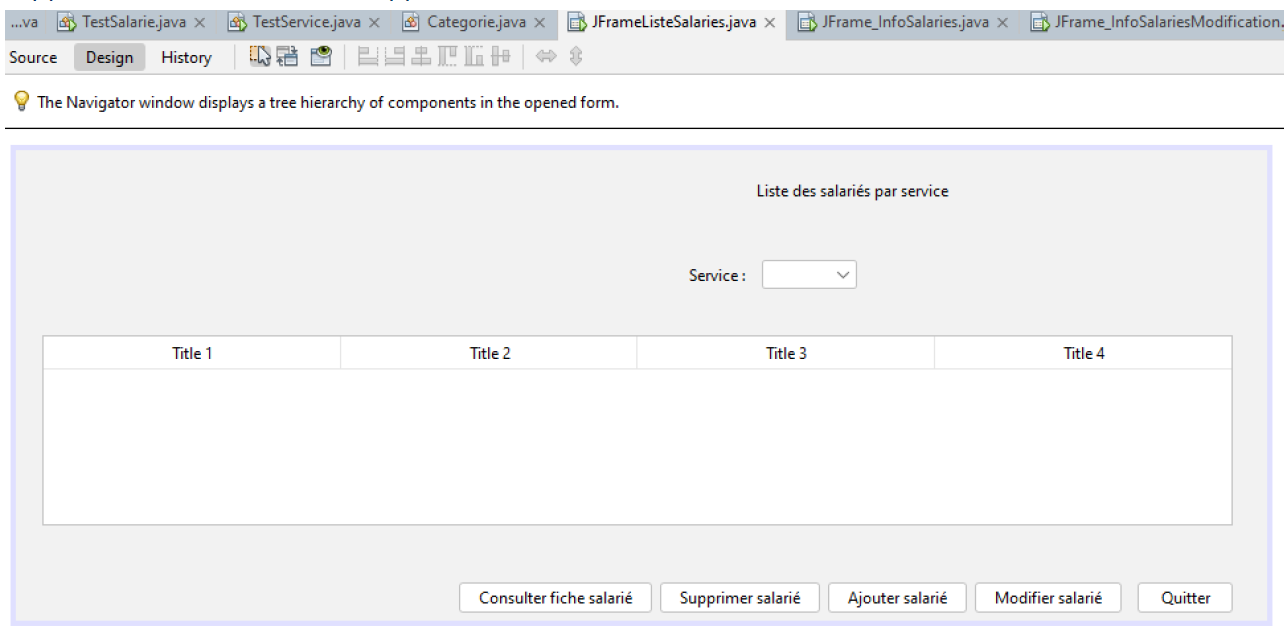 ...va TestSalarie.java × TestService.java × Categorie.java × JFrameListeSalaries.java × JFrame_InfoSalaries.java × JFrame_InfoSalariesModification.
Source Design History
The Navigator window displays a tree hierarchy of components in the opened form.
Liste des salariés par service
Service :
Title 1 Title 2 Title 3 Title 4
Consulter fiche salarié Supprimer salarié Ajouter salarié Modifier salarié Quitter